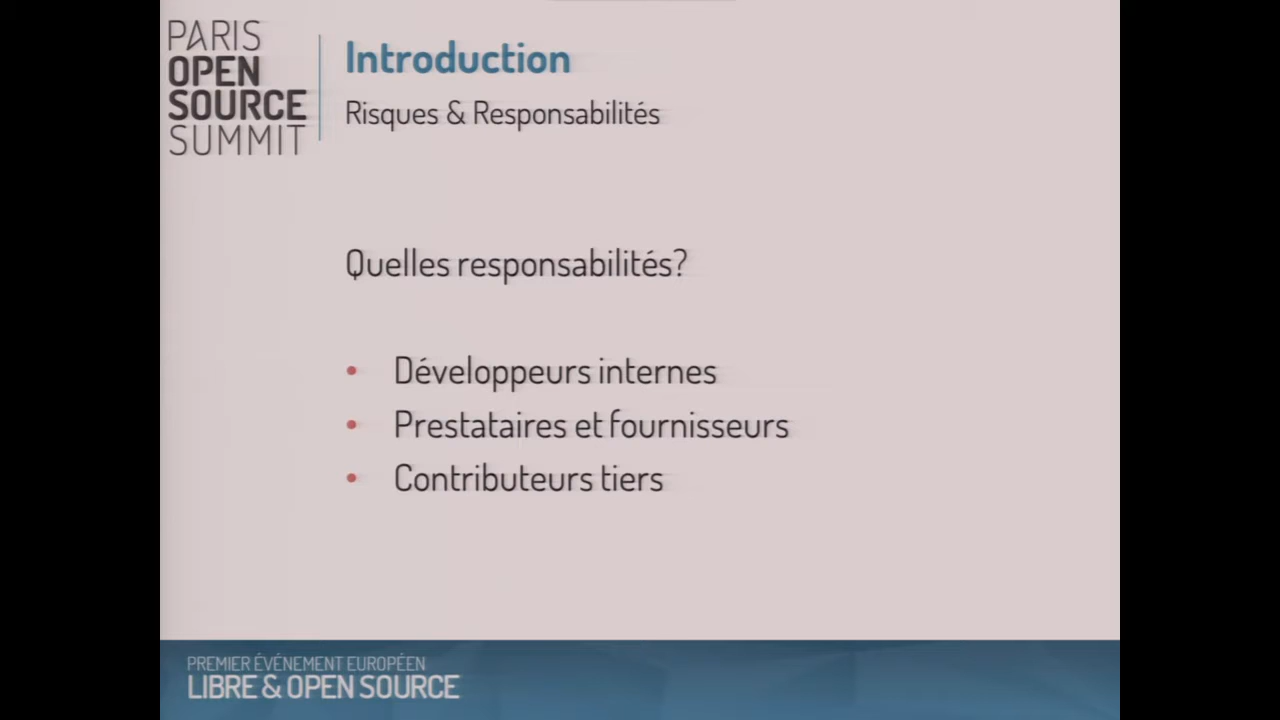 PARIS
OPEN
SOURCE
SUMMIT
Introduction
Risques & Responsabilités
Quelles responsabilités?
• Développeurs internes
• Prestataires et fournisseurs
• Contributeurs tiers
PREMIER ÉVÉNEMENT EUROPÉEN
LIBRE & OPEN SOURCE